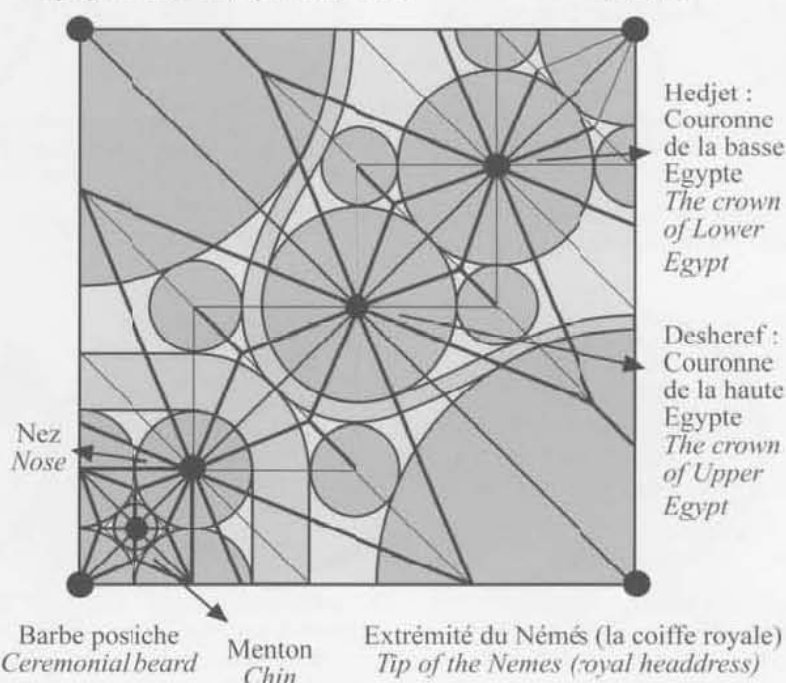 Hedjet :
Couronne
de la basse
Egypte
The crown
of Lower
Egypt
Desheref :
Couronne
de la haute
Egypte
The crown
of Upper
Egypt
Nez
Nose
Barbe postiche
Ceremonial beard
Menton
Chin
Extrémité du Némés (la coiffe royale)
Tip of the Nemes (royal headdress)